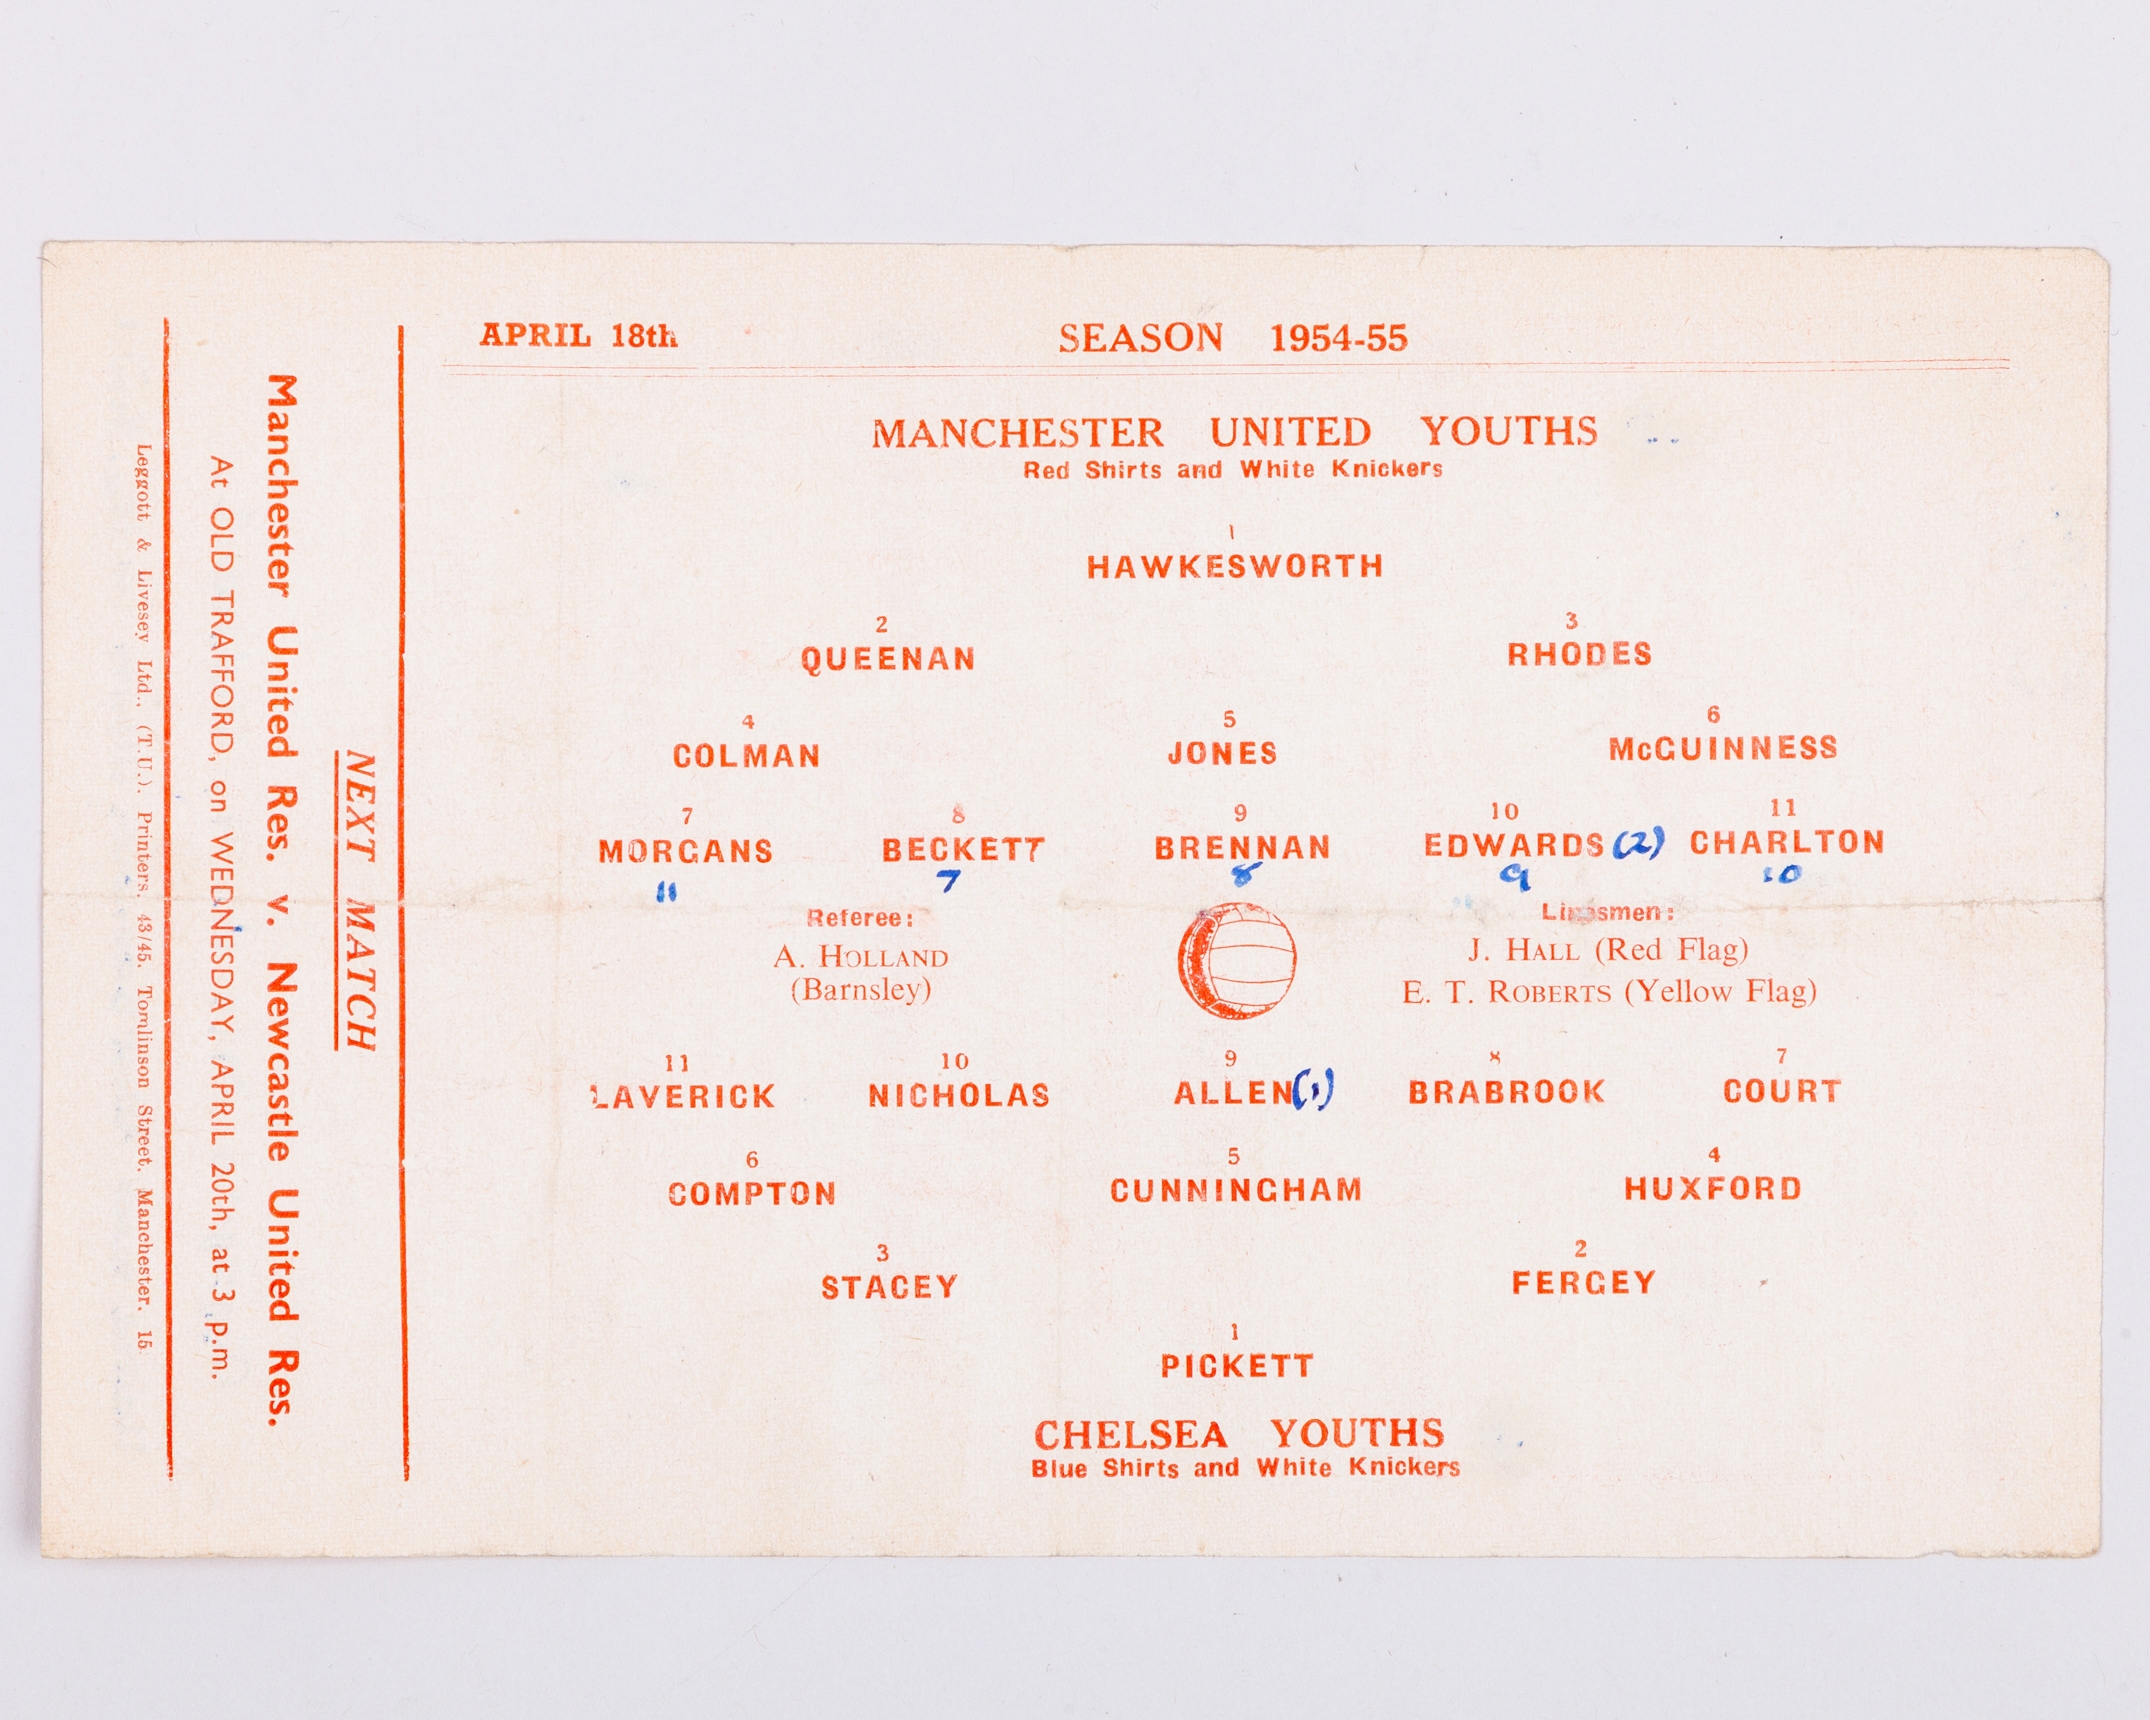 APRIL 18th SEASON 1954-55
MANCHESTER UNITED YOUTHS
Red Shirts and White Knickers
1
HAWKESWORTH
2 3
QUEENAN RHODES
4 5 6
COLMAN JONES McGUINNESS
7 8 9 10 11
MORGANS BECKETT BRENNAN EDWARDS (2) CHARLTON
11 7 8 9 10
Referee: Linesmen:
A. HOLLAND J. HALL (Red Flag)
(Barnsley) E. T. ROBERTS (Yellow Flag)
11 10 9 8 7
LAVERICK NICHOLAS ALLEN (1) BRABROOK COURT
6 5 4
COMPTON CUNNINGHAM HUXFORD
3 2
STACEY FERGEY
1
PICKETT
CHELSEA YOUTHS
Blue Shirts and White Knickers
NEXT MATCH
Manchester United Res. v. Newcastle United Res.
At OLD TRAFFORD, on WEDNESDAY, APRIL 20th, at 3 p.m.
Leggott & Livesey Ltd., (T.U.). Printers. 43/45. Tomlinson Street. Manchester. 15